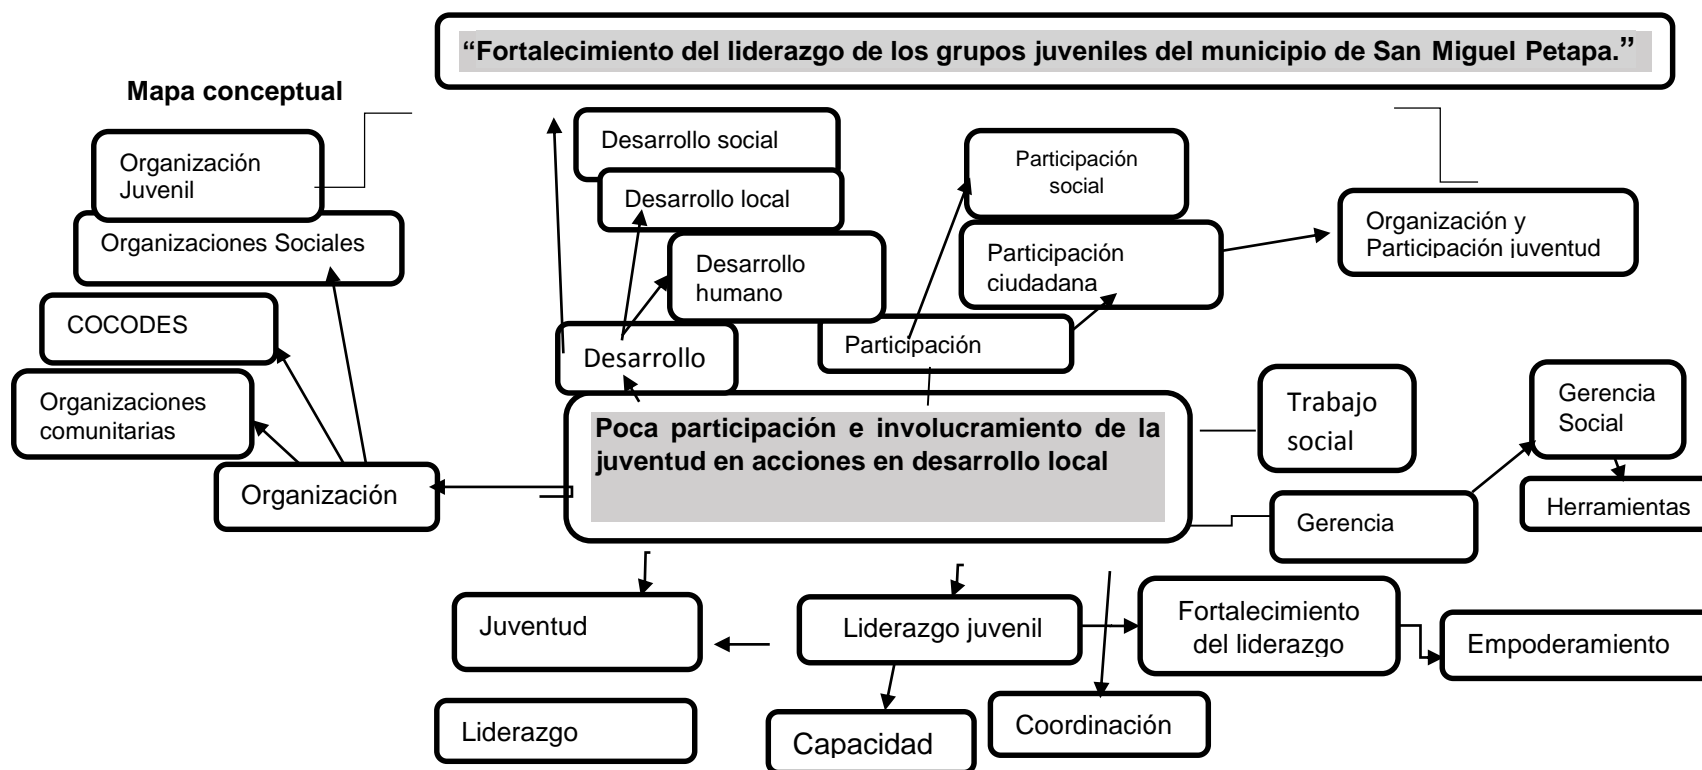 “Fortalecimiento del liderazgo de los grupos juveniles del municipio de San Miguel Petapa.”
Mapa conceptual
Organización
Juvenil
Organizaciones Sociales
COCODES
Organizaciones
comunitarias
Organización
Desarrollo social
Desarrollo local
Desarrollo
humano
Desarrollo
Participación
social
Participación
ciudadana
Participación
Organización y
Participación juventud
Poca participación e involucramiento de la
juventud en acciones en desarrollo local
Trabajo
social
Gerencia
Social
Herramientas
Gerencia
Juventud
Liderazgo juvenil
Fortalecimiento
del liderazgo
Empoderamiento
Liderazgo
Capacidad
Coordinación